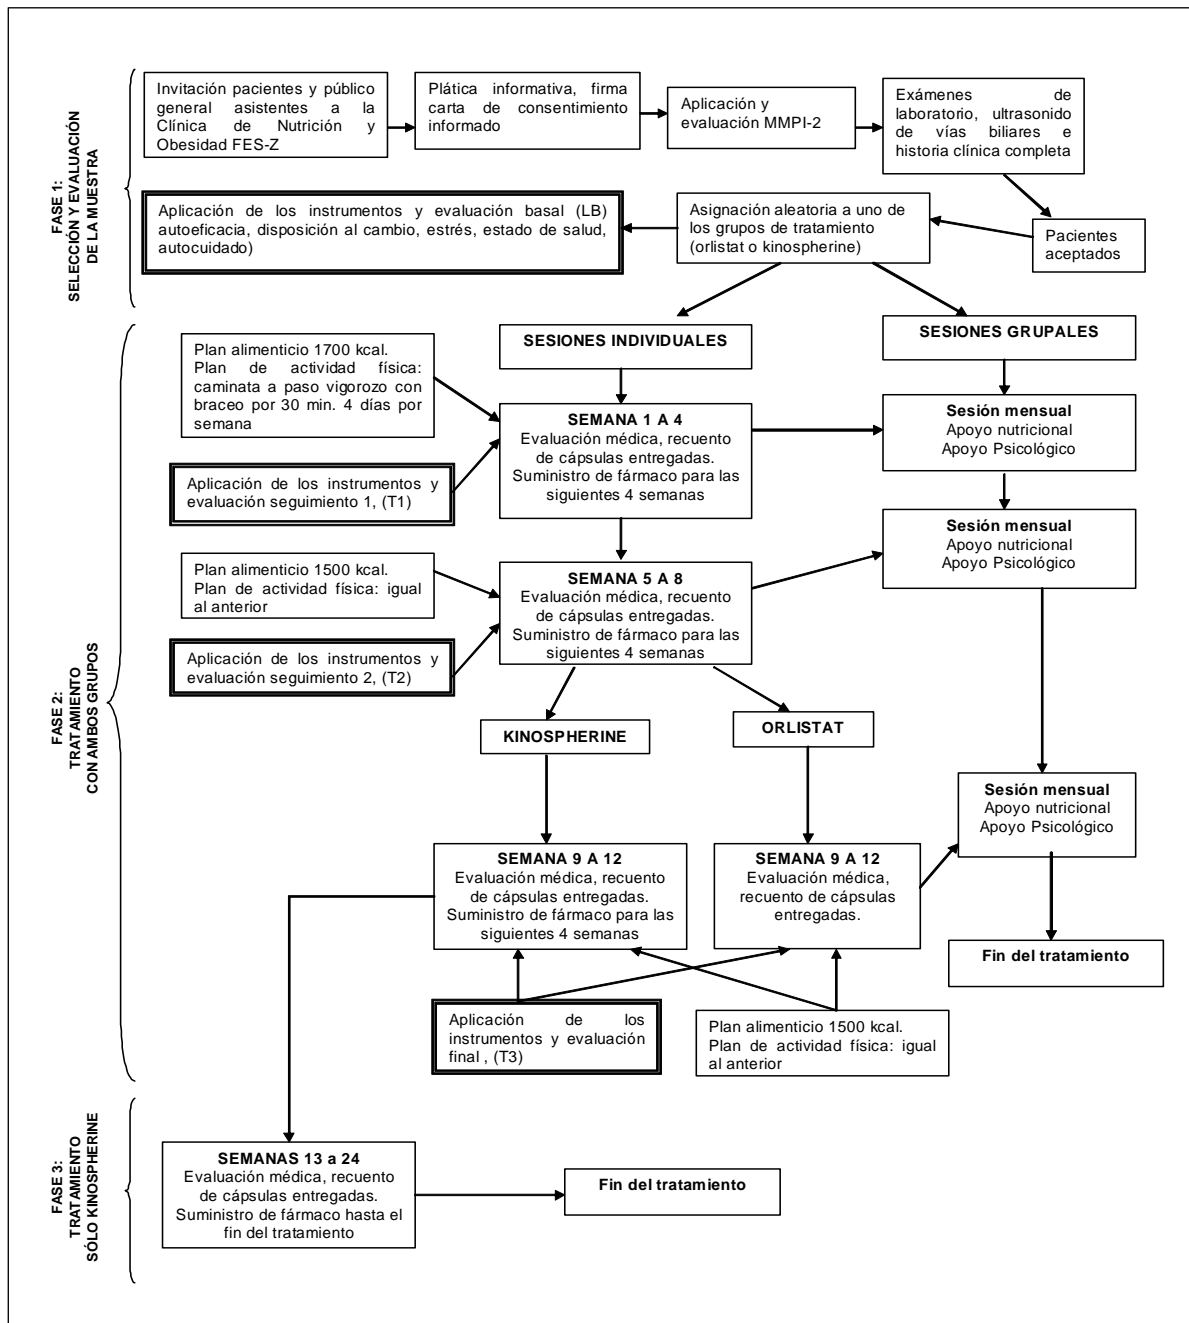 FASE 1:
SELECCIÓN Y EVALUACIÓN
DE LA MUESTRA
Invitación pacientes y público
general asistentes a la
Clínica de Nutrición y
Obesidad FES-Z
Plática informativa, firma
carta de consentimiento
informado
Aplicación y
evaluación MMPI-2
Exámenes de
laboratorio, ultrasonido
de vías biliares e
historia clínica completa
Aplicación de los instrumentos y evaluación basal (LB)
autoeficacia, disposición al cambio, estrés, estado de salud,
autocuidado)
Asignación aleatoria a uno de
los grupos de tratamiento
(orlistat o kinospherine)
Pacientes
aceptados
FASE 2:
TRATAMIENTO
CON AMBOS GRUPOS
SESIONES INDIVIDUALES
SESIONES GRUPALES
Plan alimenticio 1700 kcal.
Plan de actividad física:
caminata a paso vigorozo con
braceo por 30 min. 4 días por
semana
SEMANA 1 A 4
Evaluación médica, recuento
de cápsulas entregadas.
Suministro de fármaco para las
siguientes 4 semanas
Sesión mensual
Apoyo nutricional
Apoyo Psicológico
Aplicación de los instrumentos y
evaluación seguimiento 1, (T1)
Sesión mensual
Apoyo nutricional
Apoyo Psicológico
Plan alimenticio 1500 kcal.
Plan de actividad física: igual
al anterior
SEMANA 5 A 8
Evaluación médica, recuento
de cápsulas entregadas.
Suministro de fármaco para las
siguientes 4 semanas
Aplicación de los instrumentos y
evaluación seguimiento 2, (T2)
KINOSPHERINE
ORLISTAT
Sesión mensual
Apoyo nutricional
Apoyo Psicológico
SEMANA 9 A 12
Evaluación médica, recuento
de cápsulas entregadas.
Suministro de fármaco para las
siguientes 4 semanas
SEMANA 9 A 12
Evaluación médica,
recuento de cápsulas
entregadas.
Fin del tratamiento
Aplicación de los
instrumentos y evaluación
final , (T3)
Plan alimenticio 1500 kcal.
Plan de actividad física: igual
al anterior
FASE 3:
TRATAMIENTO
SÓLO KINOSPHERINE
SEMANAS 13 a 24
Evaluación médica, recuento
de cápsulas entregadas.
Suministro de fármaco hasta el
fin del tratamiento
Fin del tratamiento